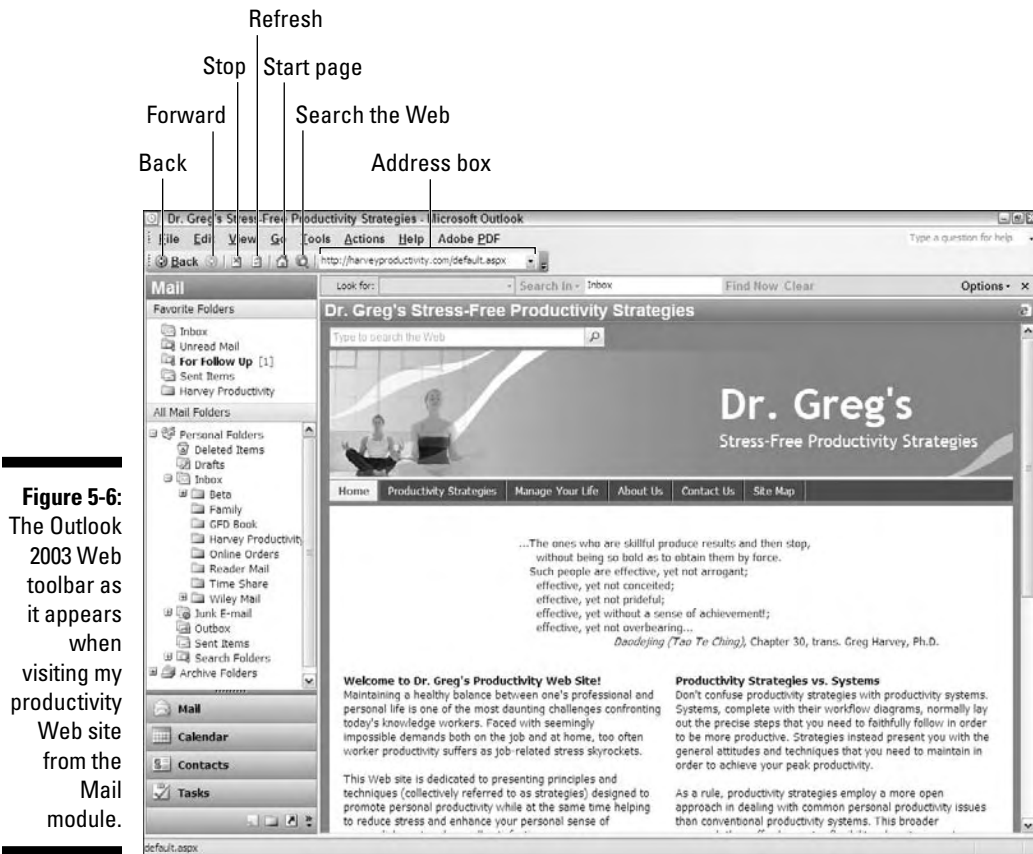 Refresh
Stop
Start page
Forward
Search the Web
Back
Address box
Dr. Greg's Stress-Free Productivity Strategies - Microsoft Outlook
File Edit View Go Tools Actions Help Adobe PDF
Type a question for help
Back
http://harveyproductivity.com/default.aspx
Mail
Look for:
Search In
Inbox
Find Now
Clear
Options
Favorite Folders
Inbox
Unread Mail
For Follow Up [1]
Sent Items
Harvey Productivity
All Mail Folders
Personal Folders
Deleted Items
Drafts
Inbox
Beta
Family
GFD Book
Harvey Productivity
Online Orders
Reader Mail
Time Share
Wiley Mail
Junk E-mail
Outbox
Sent Items
Search Folders
Archive Folders
Mail
Calendar
Contacts
Tasks
Dr. Greg's Stress-Free Productivity Strategies
Type to search the Web
Dr. Greg's
Stress-Free Productivity Strategies
Home Productivity Strategies Manage Your Life About Us Contact Us Site Map
...The ones who are skillful produce results and then stop,
without being so bold as to obtain them by force.
Such people are effective, yet not arrogant;
effective, yet not conceited;
effective, yet not prideful;
effective, yet without a sense of achievement!;
effective, yet not overbearing...
Daodejing (Tao Te Ching), Chapter 30, trans. Greg Harvey, Ph.D.
Welcome to Dr. Greg's Productivity Web Site!
Maintaining a healthy balance between one's professional and
personal life is one of the most daunting challenges confronting
today's knowledge workers. Faced with seemingly
impossible demands both on the job and at home, too often
worker productivity suffers as job-related stress skyrockets.
This Web site is dedicated to presenting principles and
techniques (collectively referred to as strategies) designed to
promote personal productivity while at the same time helping
to reduce stress and enhance your personal sense of
Productivity Strategies vs. Systems
Don't confuse productivity strategies with productivity systems.
Systems, complete with their workflow diagrams, normally lay
out the precise steps that you need to faithfully follow in order
to be more productive. Strategies instead present you with the
general attitudes and techniques that you need to maintain in
order to achieve your peak productivity.
As a rule, productivity strategies employ a more open
approach in dealing with common personal productivity issues
than conventional productivity systems. This broader
default.aspx
Figure 5-6:
The Outlook
2003 Web
toolbar as
it appears
when
visiting my
productivity
Web site
from the
Mail
module.